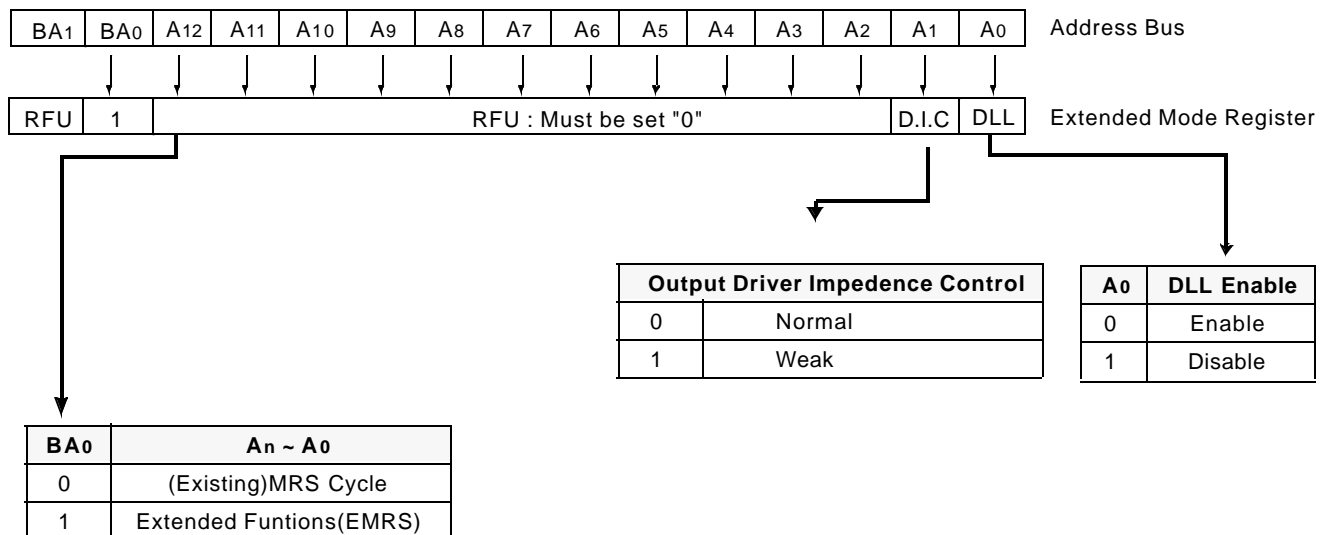 BA1 BA0 A12 A11 A10 A9 A8 A7 A6 A5 A4 A3 A2 A1 A0 Address Bus
RFU 1 RFU : Must be set "0" D.I.C DLL Extended Mode Register
Output Driver Impedence Control
0 Normal
1 Weak
A0 DLL Enable
0 Enable
1 Disable
BA0 An ~ A0
0 (Existing)MRS Cycle
1 Extended Funtions(EMRS)